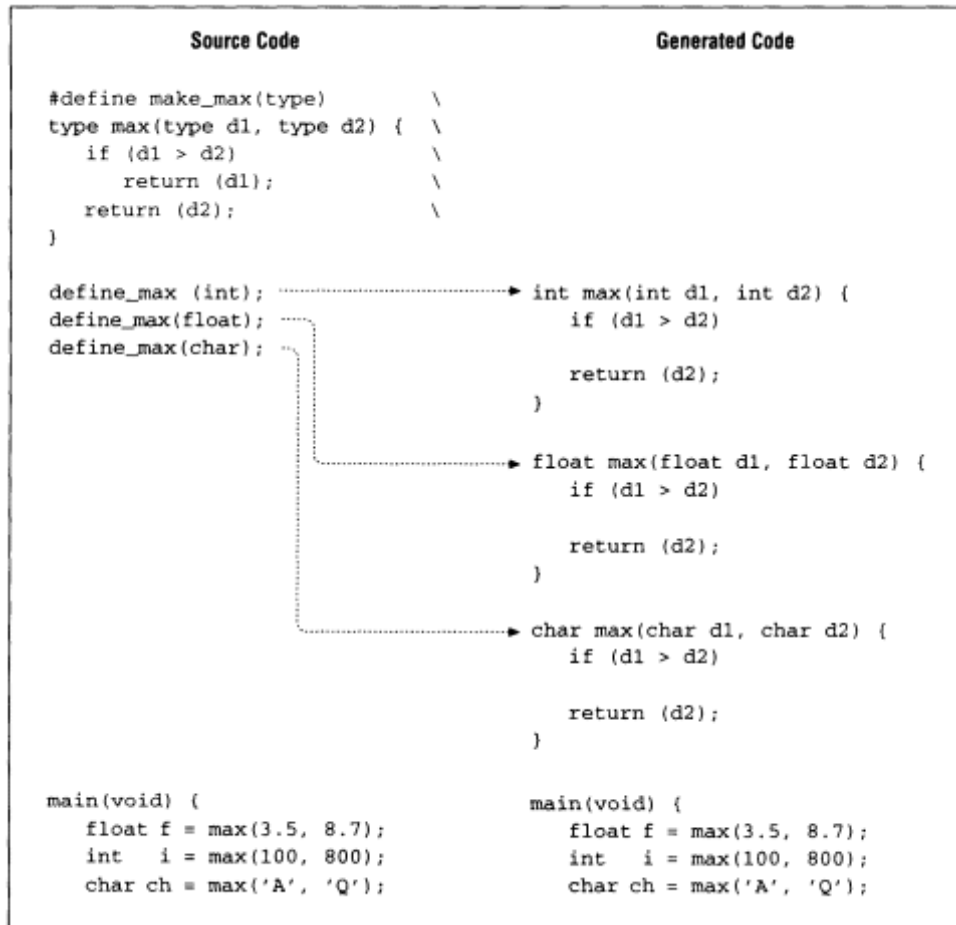 Source Code
#define make_max(type) \
type max(type d1, type d2) { \
if (d1 > d2) \
return (d1); \
return (d2); \
}
define_max (int);
define_max(float);
define_max(char);
main(void) {
float f = max(3.5, 8.7);
int i = max(100, 800);
char ch = max('A', 'Q');
Generated Code
int max(int d1, int d2) {
if (d1 > d2)
return (d2);
}
float max(float d1, float d2) {
if (d1 > d2)
return (d2);
}
char max(char d1, char d2) {
if (d1 > d2)
return (d2);
}
main(void) {
float f = max(3.5, 8.7);
int i = max(100, 800);
char ch = max('A', 'Q');